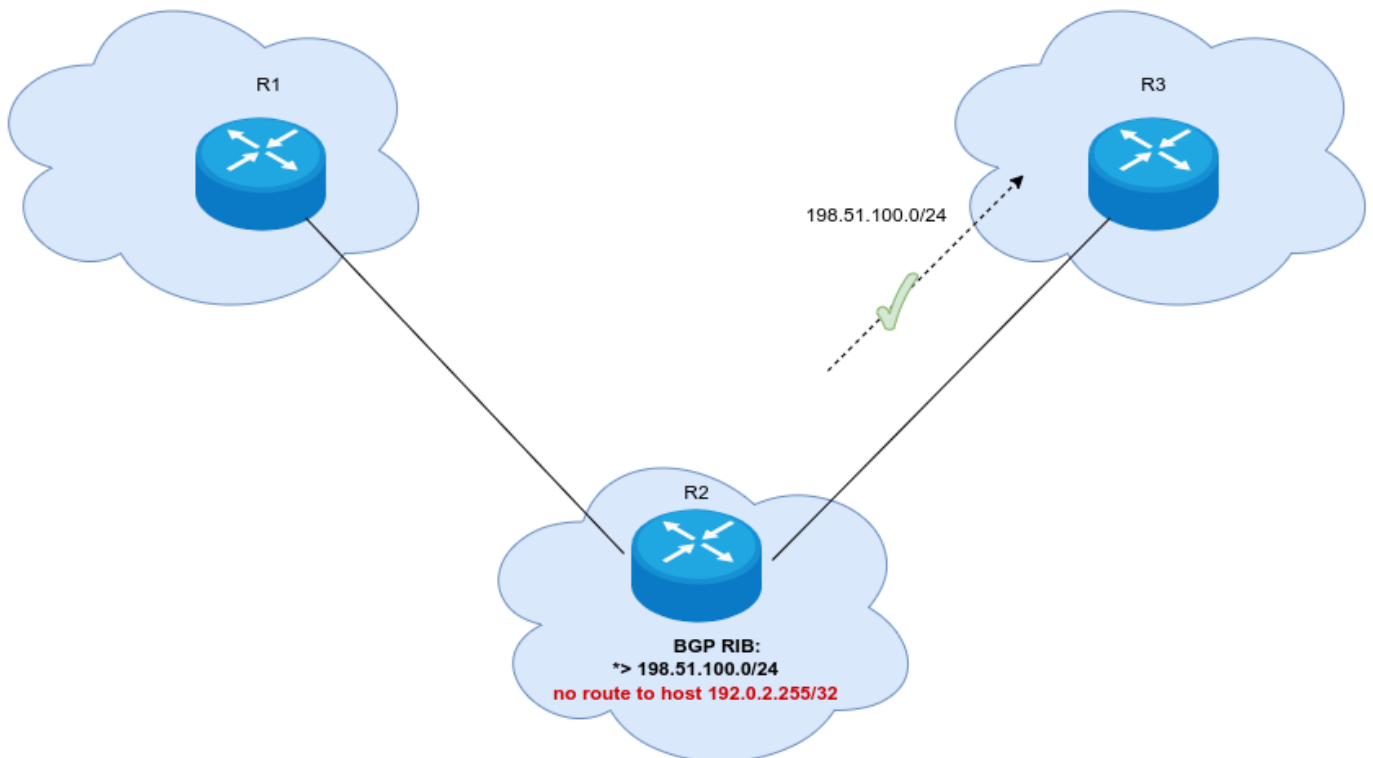 R1
R3
198.51.100.0/24
R2
BGP RIB:
*> 198.51.100.0/24
no route to host 192.0.2.255/32